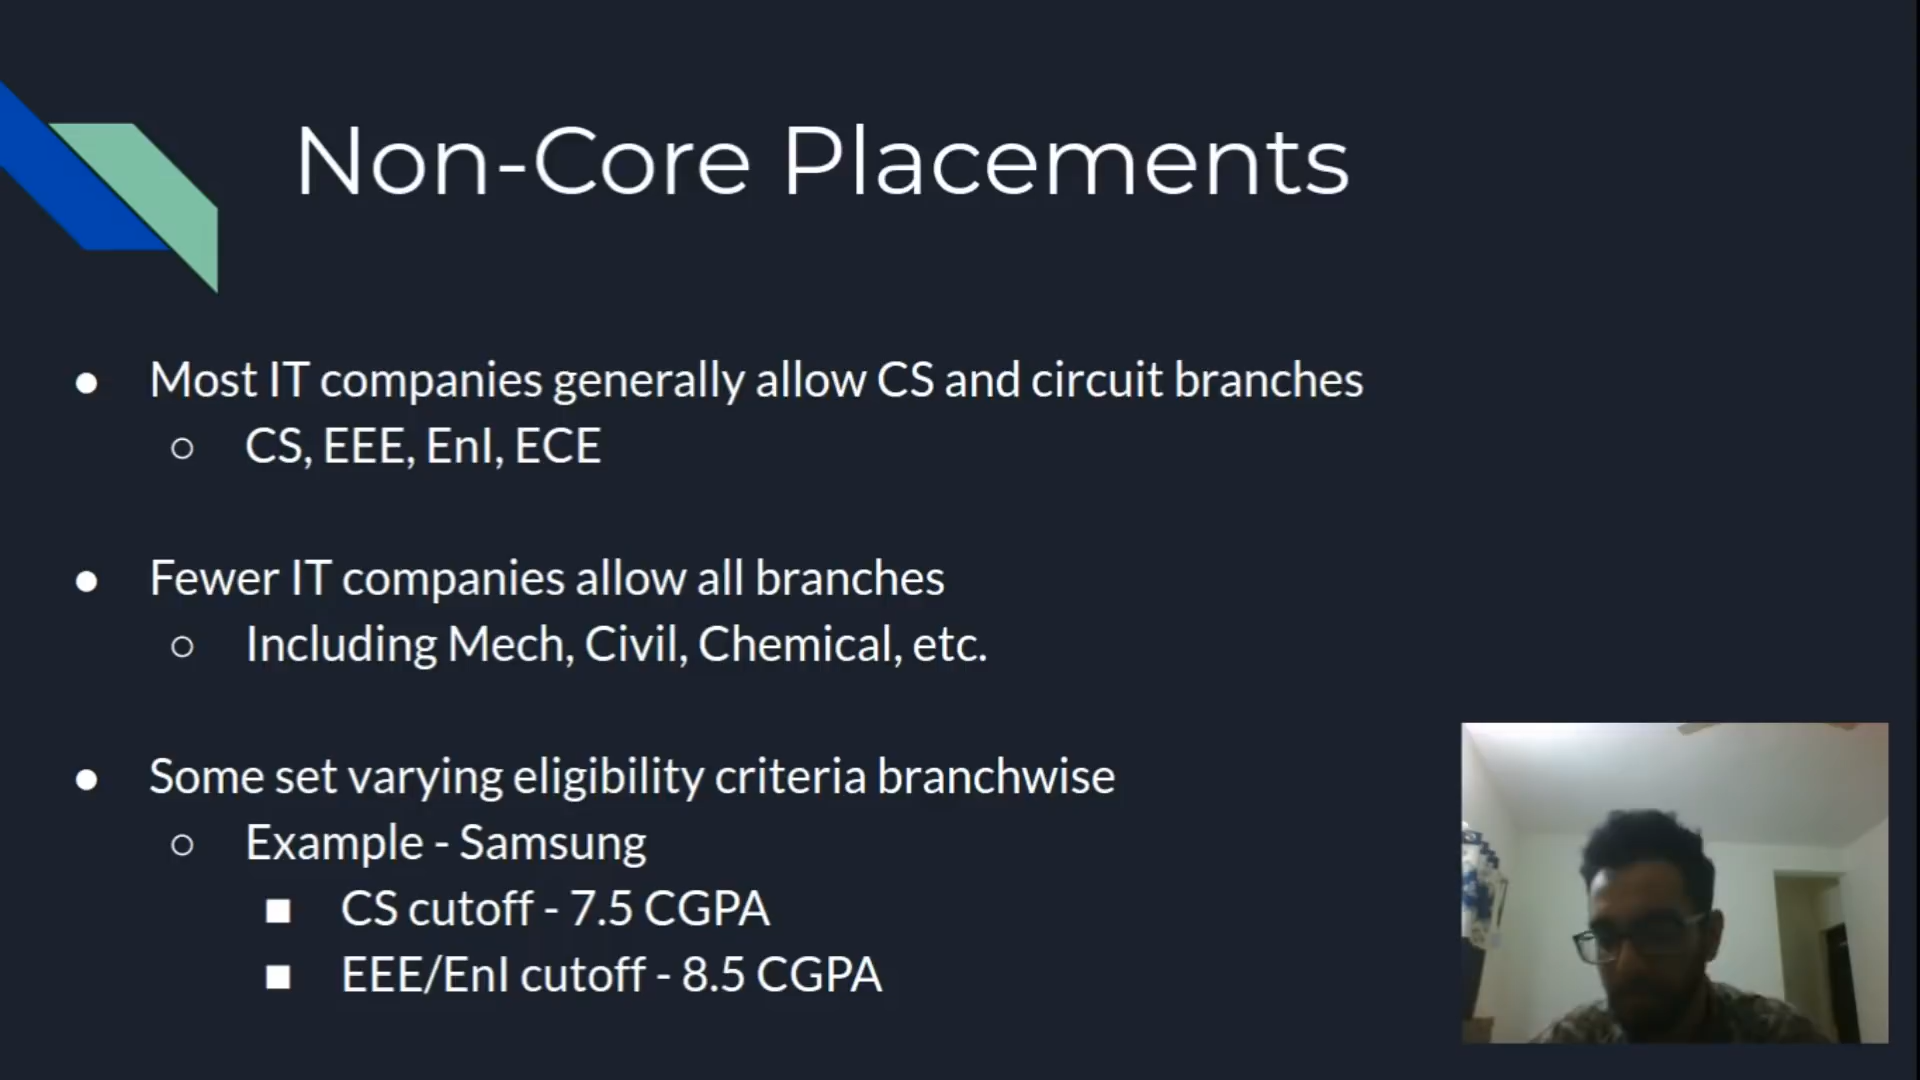 Non-Core Placements
● Most IT companies generally allow CS and circuit branches
○ CS, EEE, EnI, ECE
● Fewer IT companies allow all branches
○ Including Mech, Civil, Chemical, etc.
● Some set varying eligibility criteria branchwise
○ Example - Samsung
■ CS cutoff - 7.5 CGPA
■ EEE/EnI cutoff - 8.5 CGPA